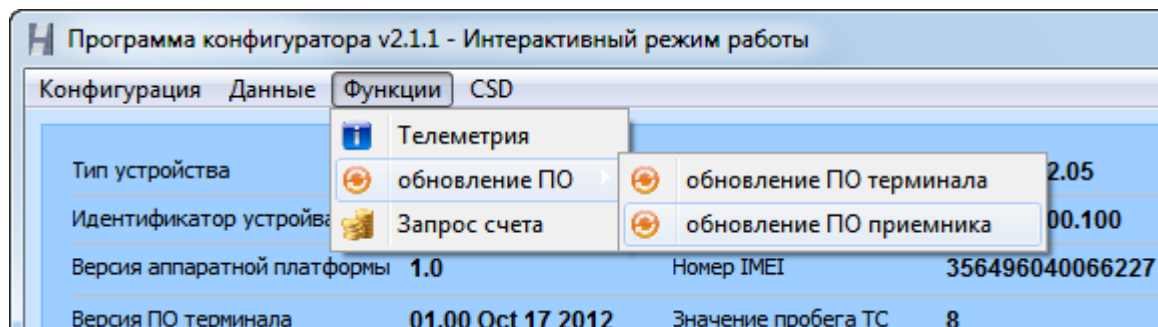 Программа конфигуратора v2.1.1 - Интерактивный режим работы
Конфигурация Данные Функции CSD
Телеметрия
Тип устройства обновление ПО обновление ПО терминала 2.05
Идентификатор устройва Запрос счета обновление ПО приемника 00.100
Версия аппаратной платформы 1.0 Номер IMEI 356496040066227
Версия ПО терминала 01.00 Oct 17 2012 Значение пробега ТС 8